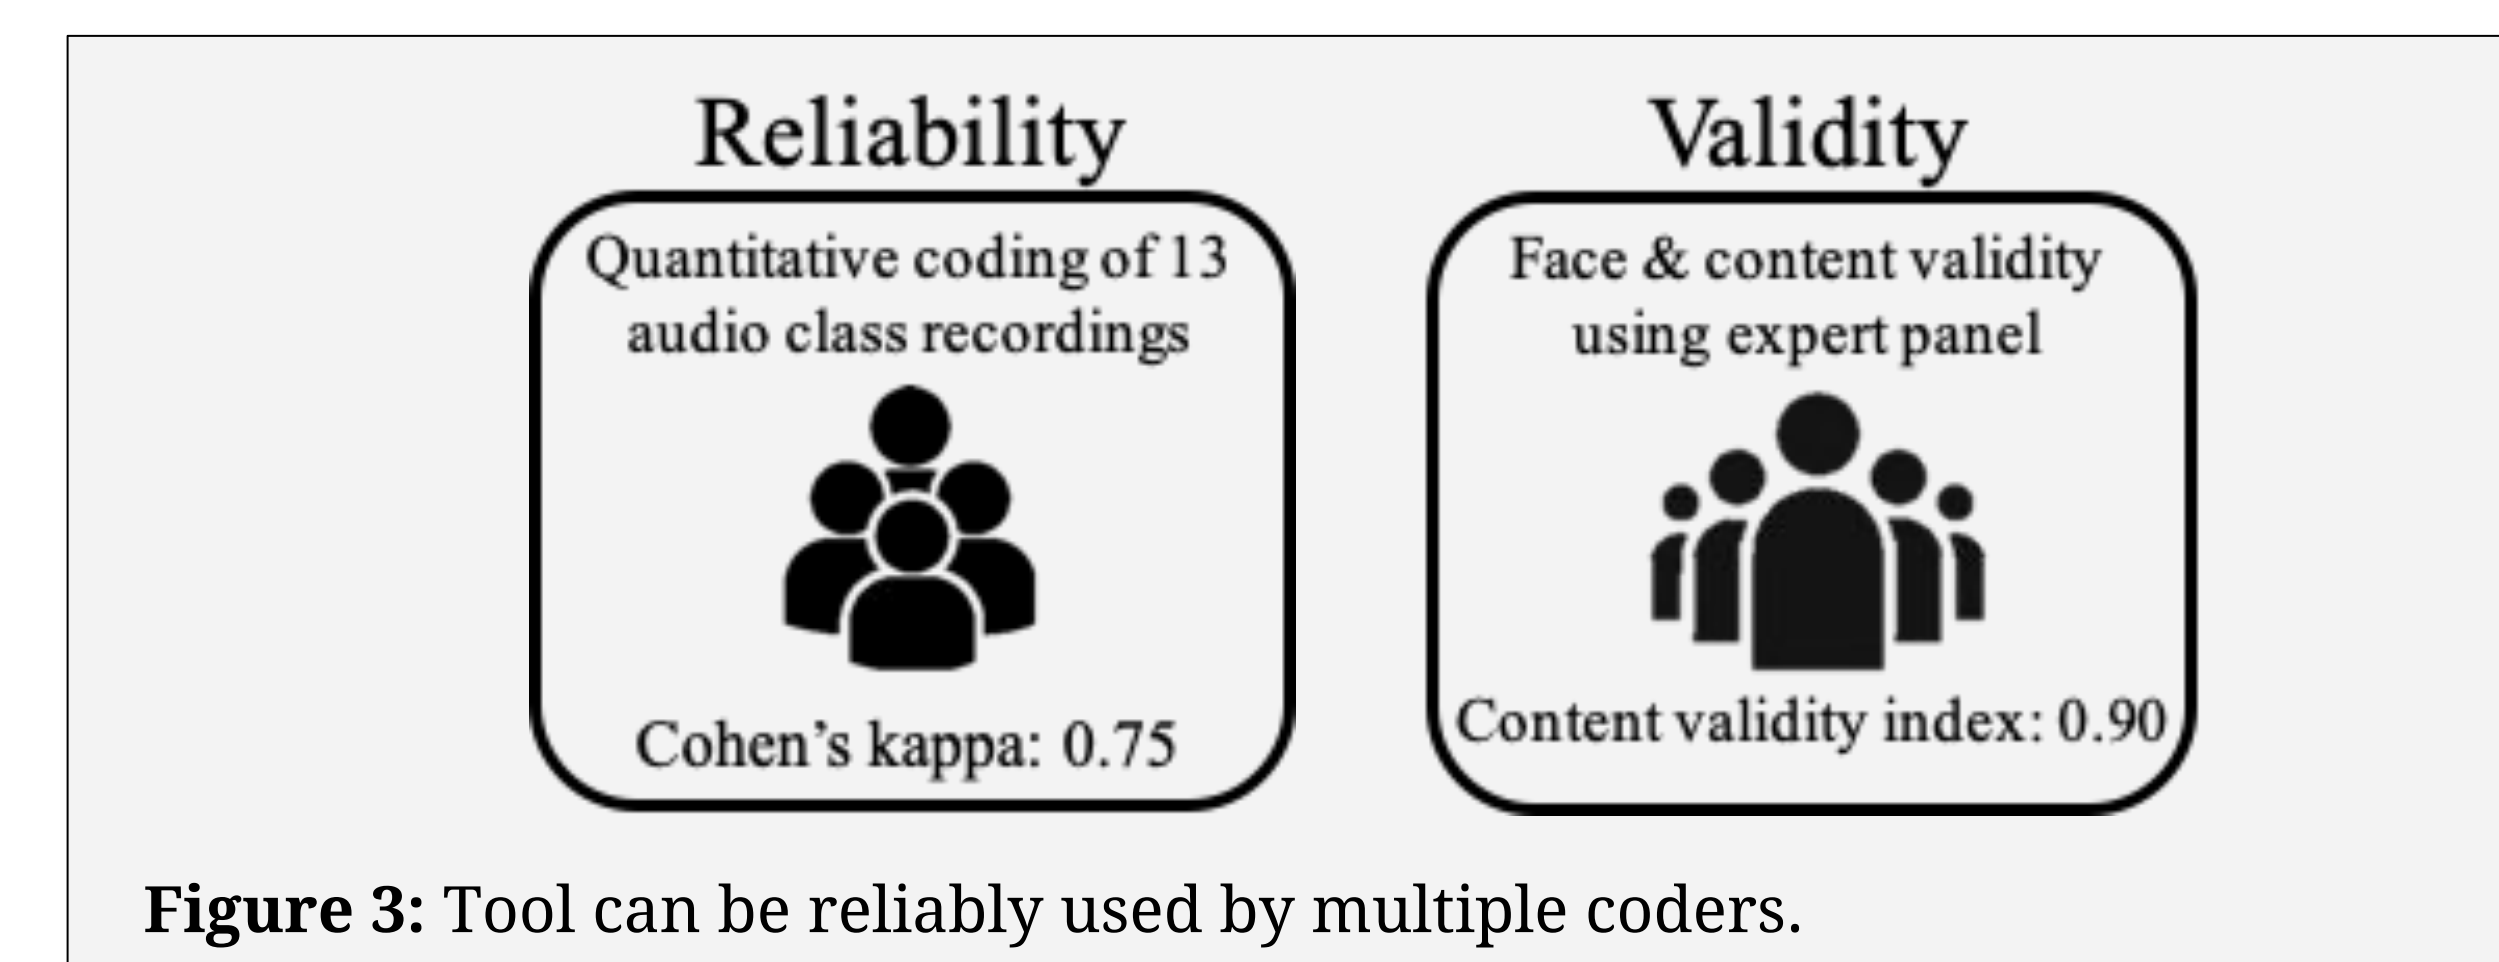 Reliability
Quantitative coding of 13
audio class recordings
Cohen’s kappa: 0.75
Validity
Face & content validity
using expert panel
Content validity index: 0.90
Figure 3: Tool can be reliably used by multiple coders.